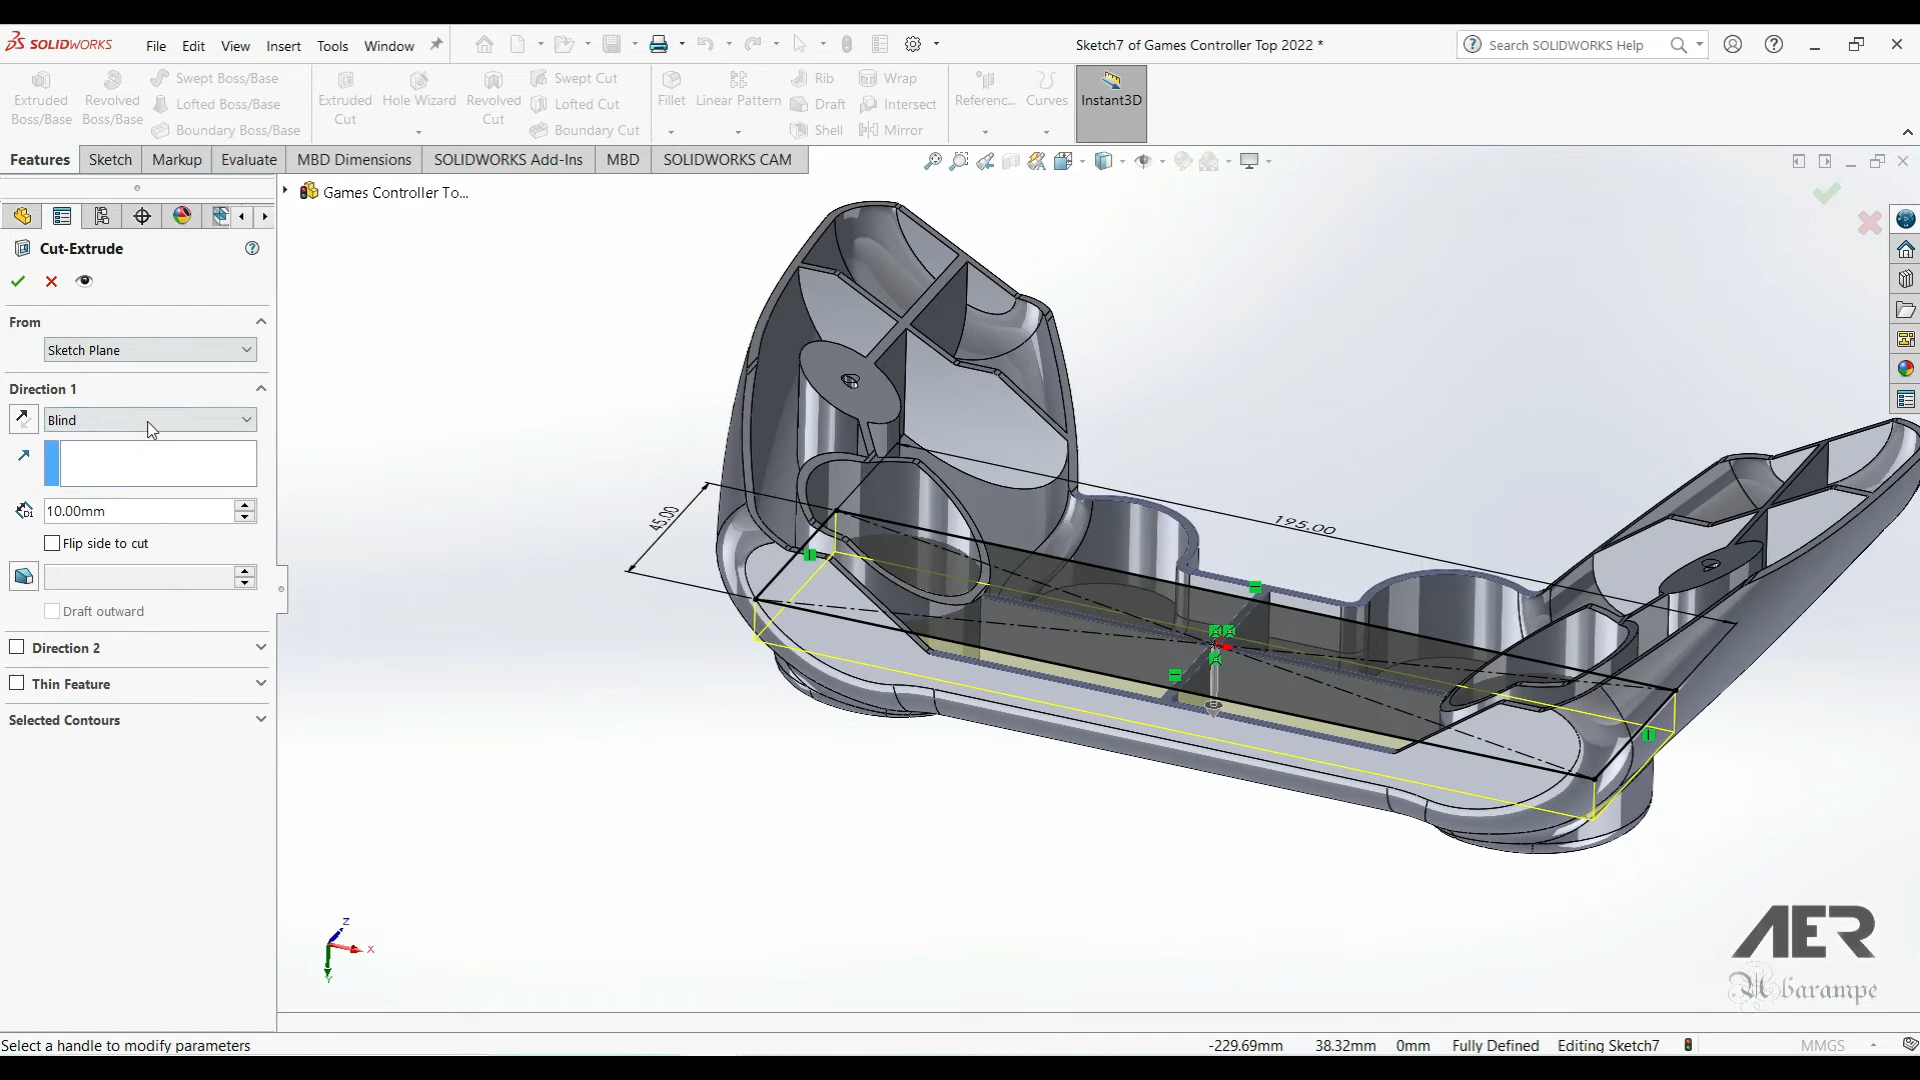 SOLIDWORKS
File Edit View Insert Tools Window
Sketch7 of Games Controller Top 2022 *
Search SOLIDWORKS Help
Extruded Boss/Base
Revolved Boss/Base
Swept Boss/Base
Lofted Boss/Base
Boundary Boss/Base
Extruded Cut
Hole Wizard
Revolved Cut
Swept Cut
Lofted Cut
Boundary Cut
Fillet
Linear Pattern
Rib
Draft
Shell
Wrap
Intersect
Mirror
Referenc...
Curves
Instant3D
Features Sketch Markup Evaluate MBD Dimensions SOLIDWORKS Add-Ins MBD SOLIDWORKS CAM
Games Controller To...
Cut-Extrude
From
Sketch Plane
Direction 1
Blind
10.00mm
Flip side to cut
Draft outward
Direction 2
Thin Feature
Selected Contours
45.00
195.00
Z
X
Y
AER
Abarampe
Select a handle to modify parameters
-229.69mm 38.32mm 0mm Fully Defined Editing Sketch7 MMGS